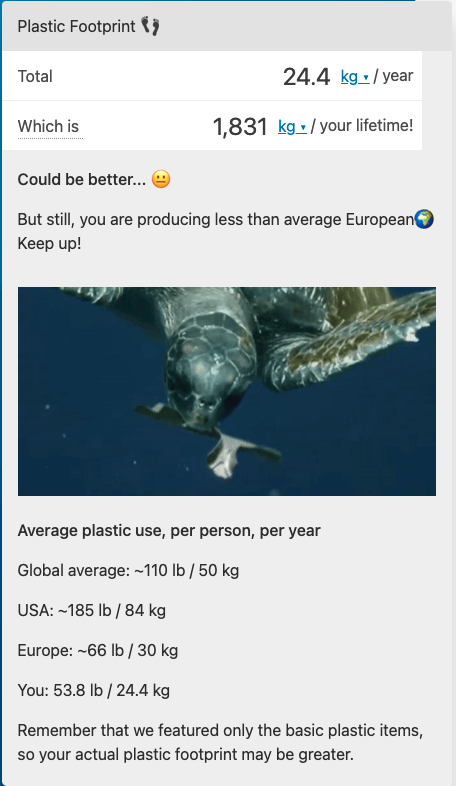 Plastic Footprint 👣
Total 24.4 kg ▾ / year
Which is 1,831 kg ▾ / your lifetime!
Could be better... 😐
But still, you are producing less than average European🌍
Keep up!
Average plastic use, per person, per year
Global average: ~110 lb / 50 kg
USA: ~185 lb / 84 kg
Europe: ~66 lb / 30 kg
You: 53.8 lb / 24.4 kg
Remember that we featured only the basic plastic items,
so your actual plastic footprint may be greater.